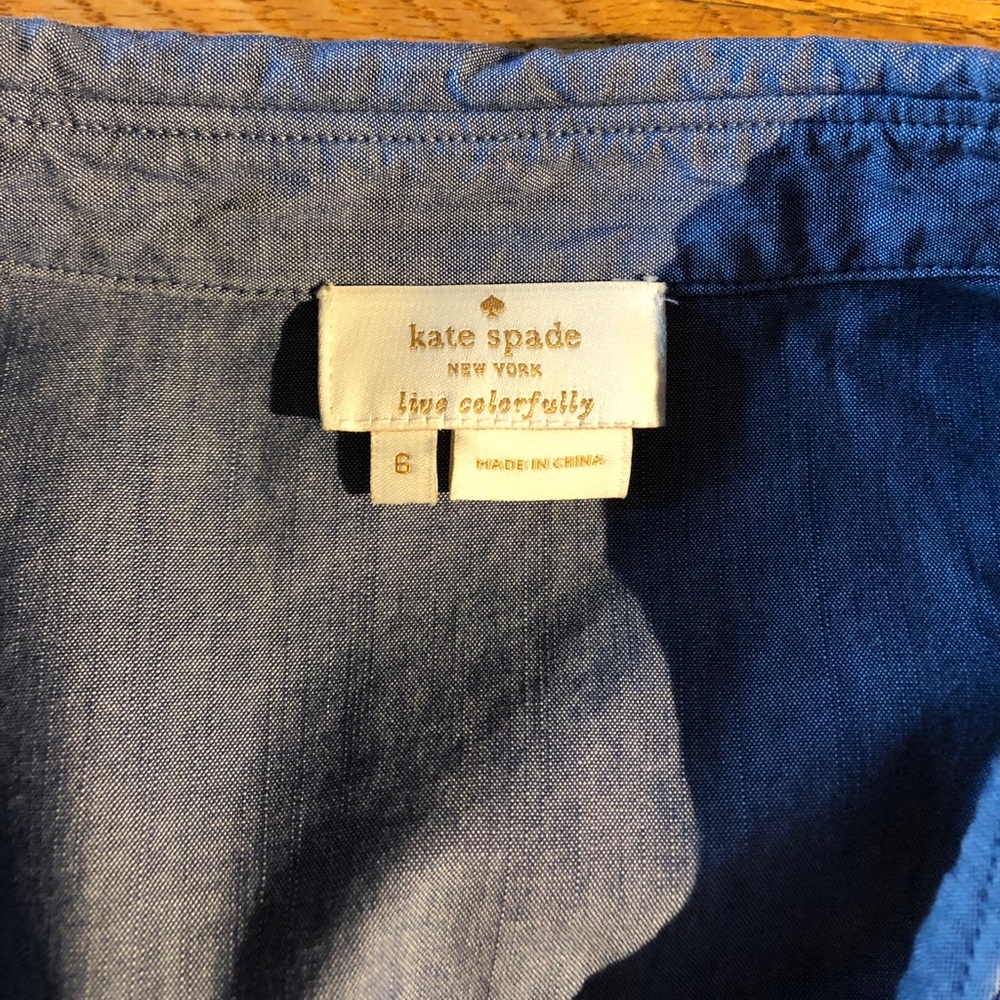 kate spade
NEW YORK
live colorfully
6
MADE IN CHINA